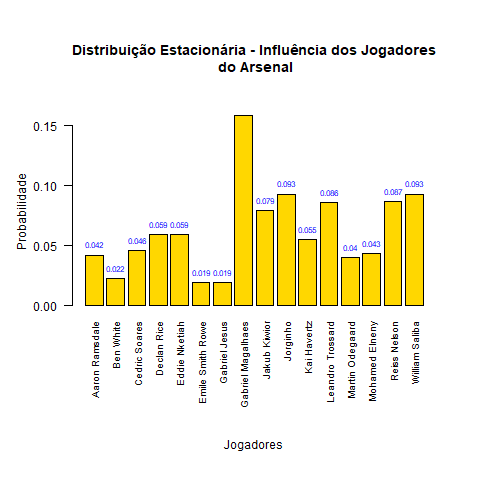 Distribuição Estacionária - Influência dos Jogadores
do Arsenal
Probabilidade
0.15
0.10
0.05
0.00
0.042
0.022
0.046
0.059
0.059
0.019
0.019
0.079
0.093
0.055
0.086
0.04
0.043
0.087
0.093
Aaron Ramsdale
Ben White
Cedric Soares
Declan Rice
Eddie Nketiah
Emile Smith Rowe
Gabriel Jesus
Gabriel Magalhaes
Jakub Kiwior
Jorginho
Kai Havertz
Leandro Trossard
Martin Odegaard
Mohamed Elneny
Reiss Nelson
William Saliba
Jogadores